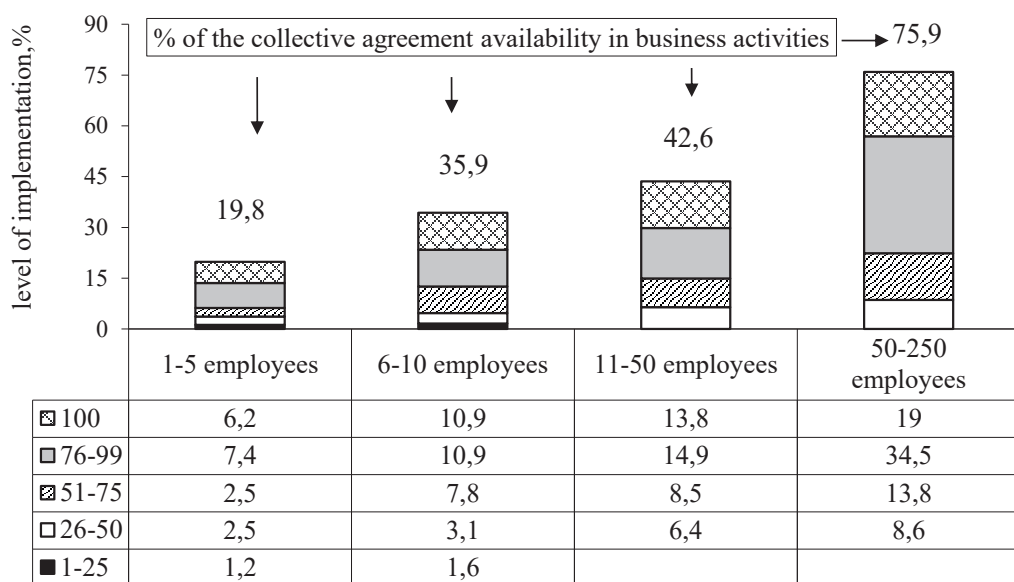 90
% of the collective agreement availability in business activities
75,9
75
60
42,6
35,9
45
19,8
30
15
0
level of implementation,%
1-5 employees 6-10 employees 11-50 employees 50-250 employees
100 6,2 10,9 13,8 19
76-99 7,4 10,9 14,9 34,5
51-75 2,5 7,8 8,5 13,8
26-50 2,5 3,1 6,4 8,6
1-25 1,2 1,6